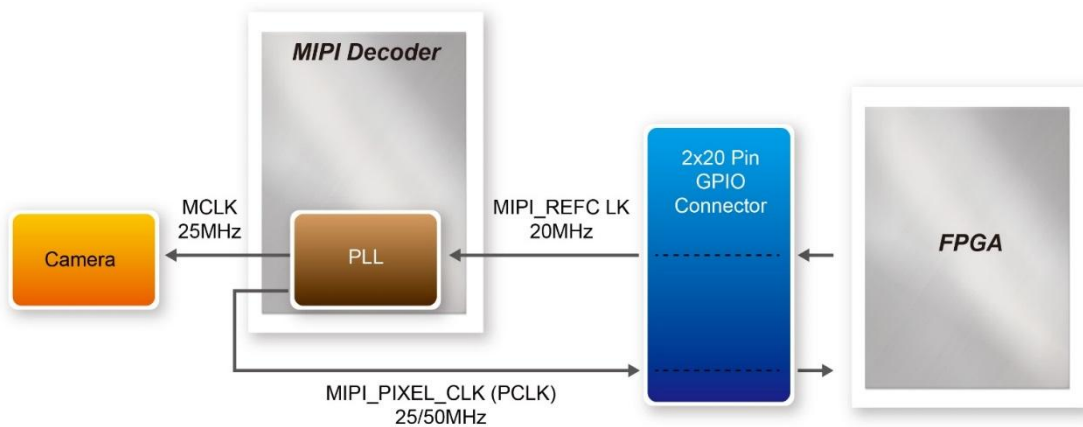 MIPI Decoder
2x20 Pin
GPIO
Connector
MCLK
25MHz
MIPI_REFC LK
20MHz
FPGA
Camera
PLL
MIPI_PIXEL_CLK (PCLK)
25/50MHz